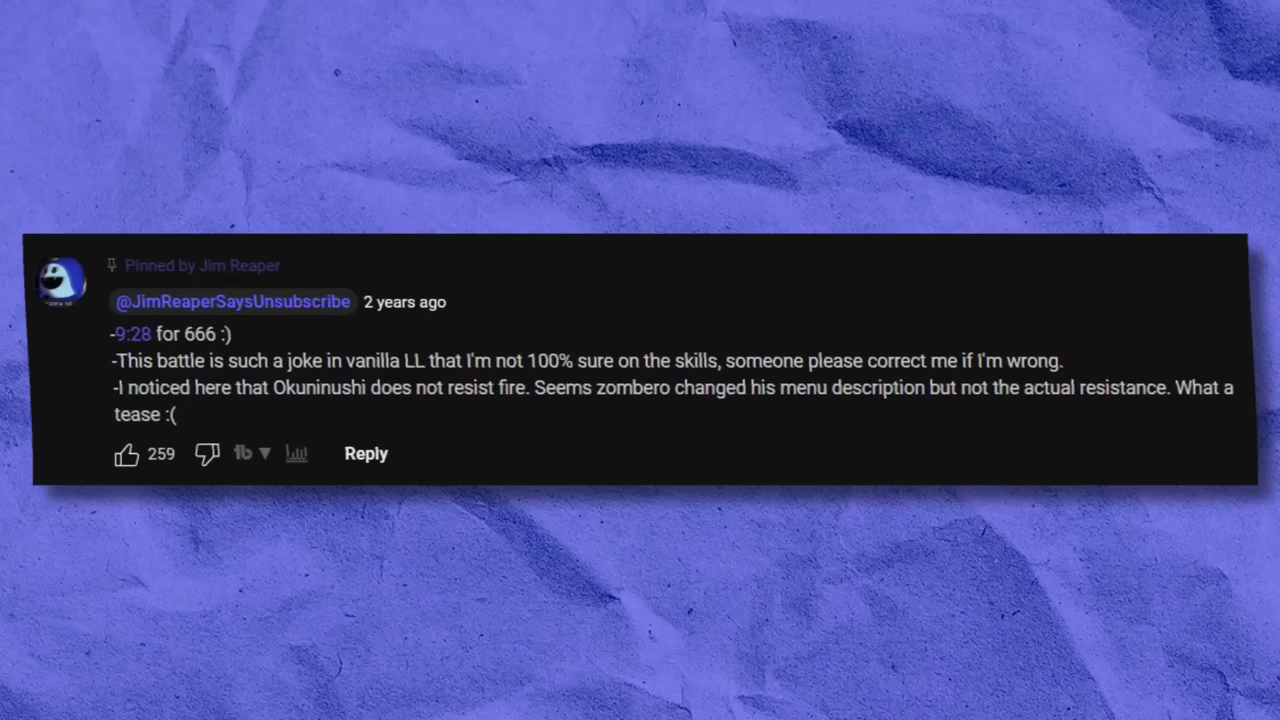 Pinned by Jim Reaper
@JimReaperSaysUnsubscribe 2 years ago
-9:28 for 666 :)
-This battle is such a joke in vanilla LL that I'm not 100% sure on the skills, someone please correct me if I'm wrong.
-I noticed here that Okuninushi does not resist fire. Seems zombero changed his menu description but not the actual resistance. What a
tease :(
259 Reply